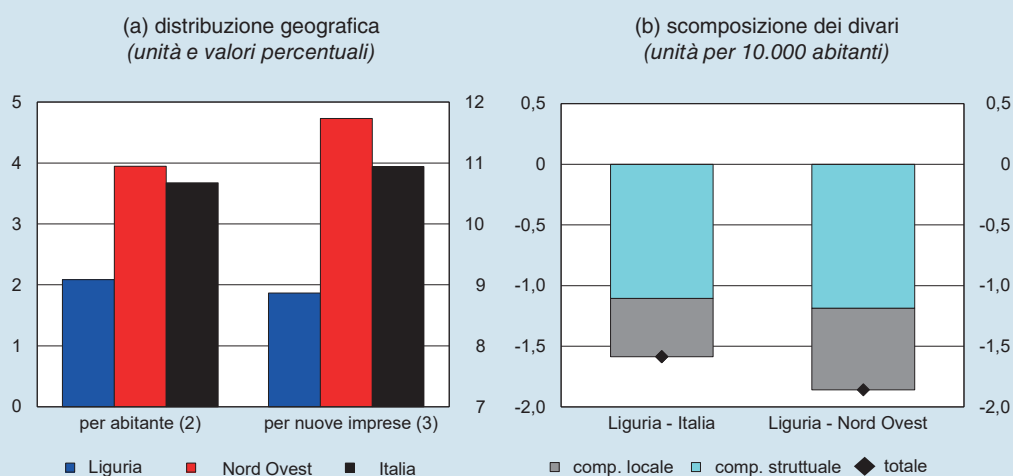 (a) distribuzione geografica
(unità e valori percentuali)
5
4
3
2
1
0
12
11
10
9
8
7
per abitante (2)
per nuove imprese (3)
Liguria
Nord Ovest
Italia
(b) scomposizione dei divari
(unità per 10.000 abitanti)
0,5
0
-0,5
-1,0
-1,5
-2,0
0,5
0
-0,5
-1,0
-1,5
-2,0
Liguria - Italia
Liguria - Nord Ovest
comp. locale
comp. struttuale
totale